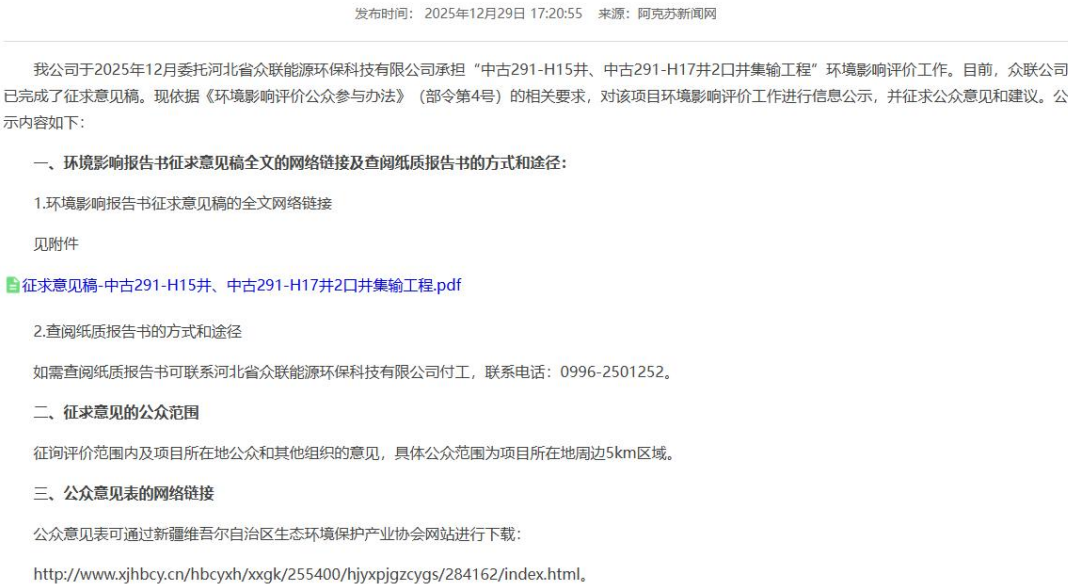 发布时间： 2025年12月29日 17:20:55 来源：阿克苏新闻网
我公司于2025年12月委托河北省众联能源环保科技有限公司承担“中古291-H15井、中古291-H17井2口井集输工程”环境影响评价工作。目前，众联公司
已完成了征求意见稿。现依据《环境影响评价公众参与办法》（部令第4号）的相关要求，对该项目环境影响评价工作进行信息公示，并征求公众意见和建议。公
示内容如下：
一、环境影响报告书征求意见稿全文的网络链接及查阅纸质报告书的方式和途径：
1.环境影响报告书征求意见稿的全文网络链接
见附件
征求意见稿-中古291-H15井、中古291-H17井2口井集输工程.pdf
2.查阅纸质报告书的方式和途径
如需查阅纸质报告书可联系河北省众联能源环保科技有限公司付工，联系电话：0996-2501252。
二、征求意见的公众范围
征询评价范围内及项目所在地公众和其他组织的意见，具体公众范围为项目所在地周边5km区域。
三、公众意见表的网络链接
公众意见表可通过新疆维吾尔自治区生态环境保护产业协会网站进行下载：
http://www.xjhbcy.cn/hbcyxh/xxgk/255400/hjyxpjgzcygs/284162/index.html。